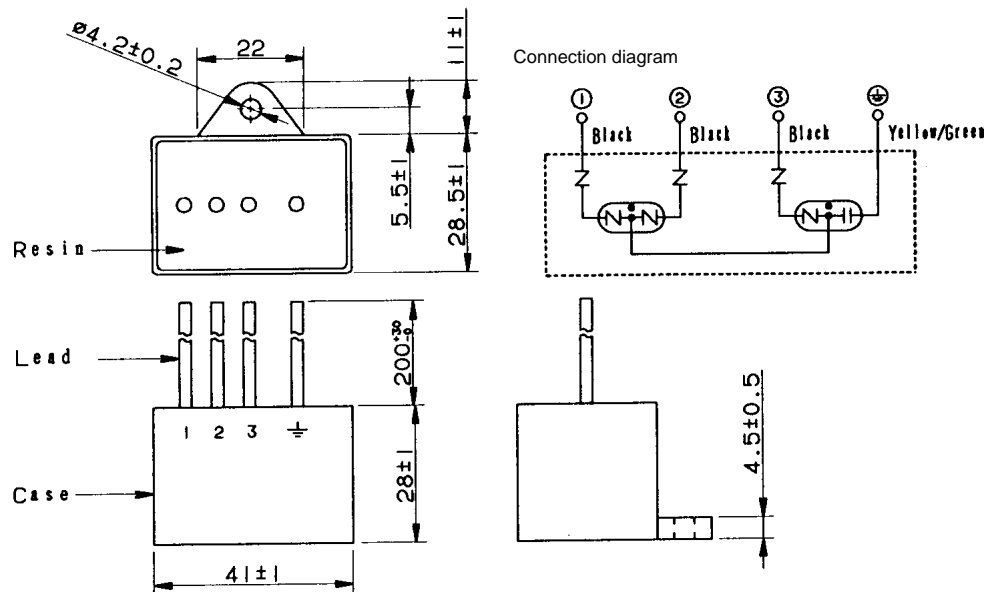 ø4.2±0.2
22
11±1
5.5±1
28.5±1
Resin
Connection diagram
① ② ③
Black Black Black Yellow/Green
Lead
200+30-0
1 2 3
Case
28±1
41±1
4.5±0.5